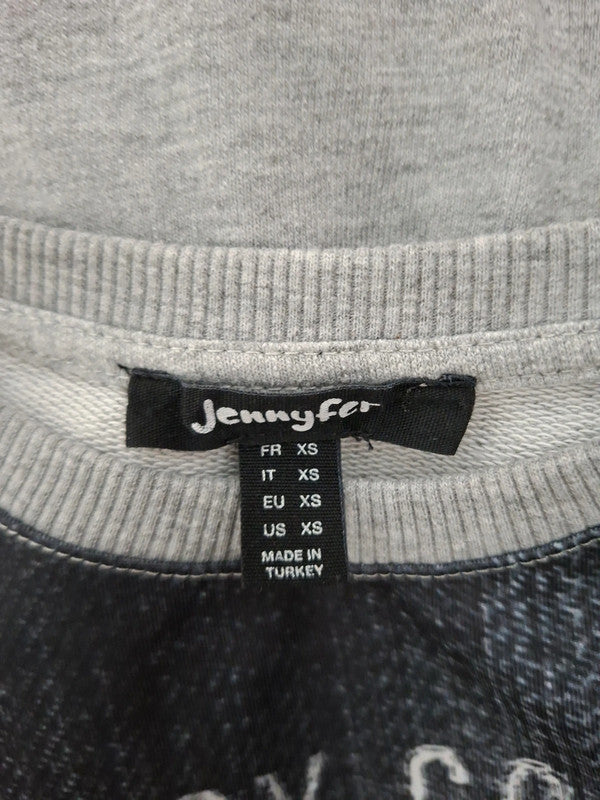 Jennyfer
FR XS
IT XS
EU XS
US XS
MADE IN
TURKEY